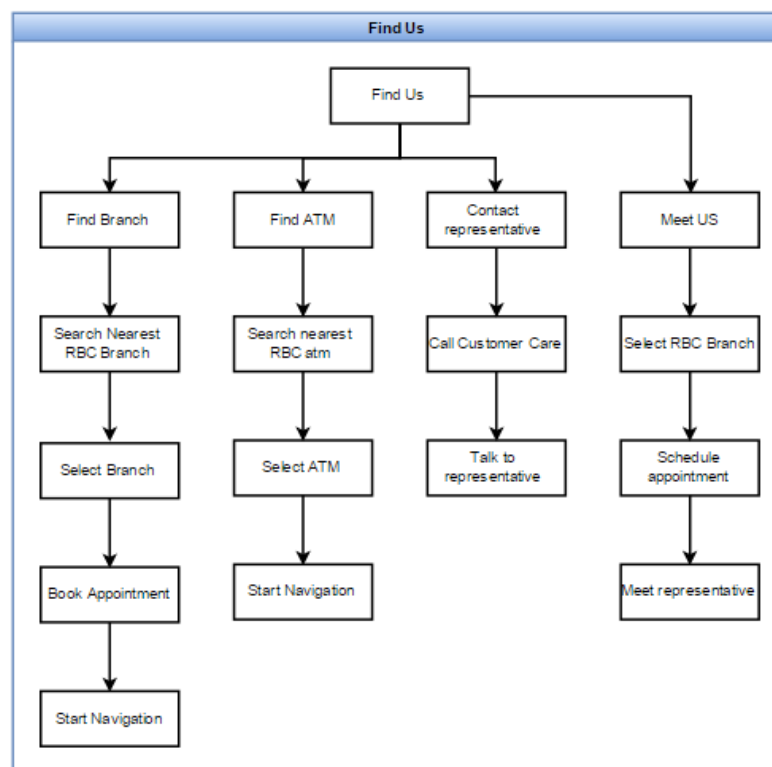 Find Us
Find Us
Find Branch
Find ATM
Contact
representative
Meet US
Search Nearest
RBC Branch
Search nearest
RBC atm
Call Customer Care
Select RBC Branch
Select Branch
Select ATM
Talk to
representative
Schedule
appointment
Book Appointment
Start Navigation
Meet representative
Start Navigation